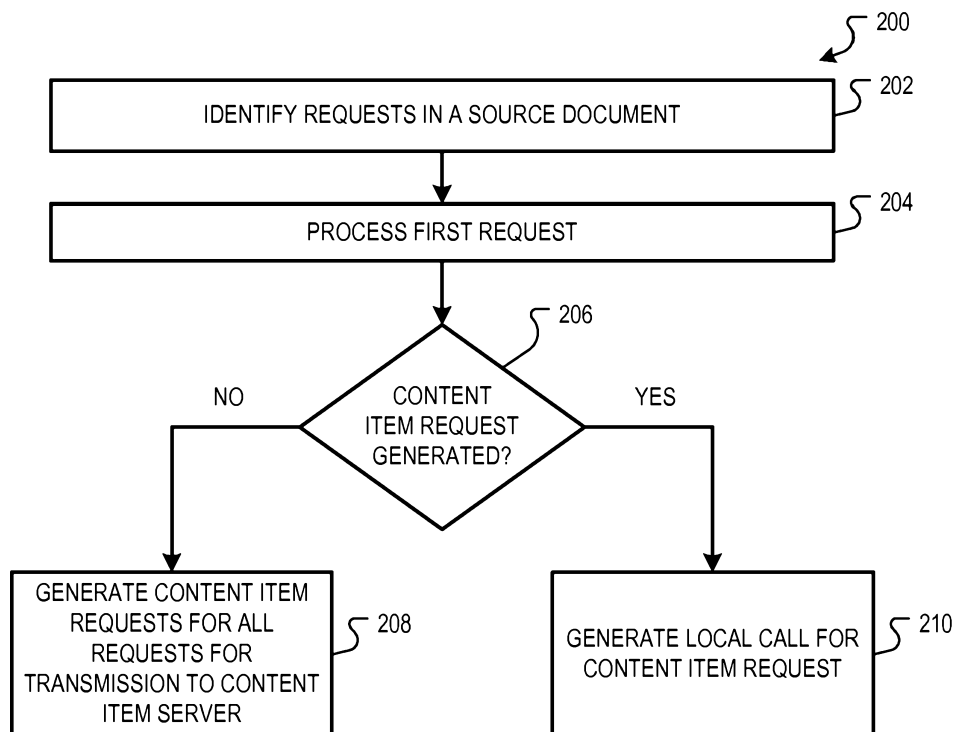 200
IDENTIFY REQUESTS IN A SOURCE DOCUMENT
202
PROCESS FIRST REQUEST
204
206
CONTENT
ITEM REQUEST
GENERATED?
NO
YES
GENERATE CONTENT ITEM
REQUESTS FOR ALL
REQUESTS FOR
TRANSMISSION TO CONTENT
ITEM SERVER
208
GENERATE LOCAL CALL FOR
CONTENT ITEM REQUEST
210